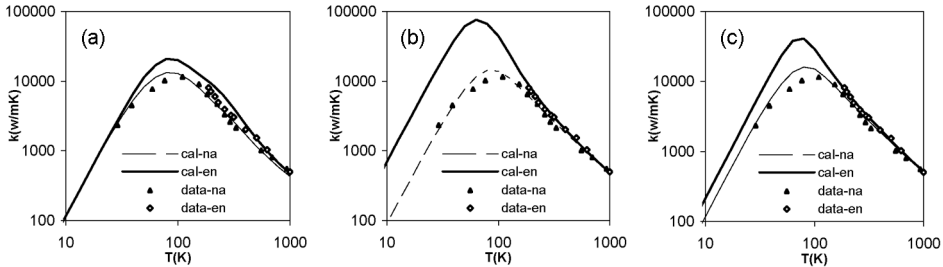 (a)
100000
10000
1000
100
k(w/mK)
cal-na
cal-en
data-na
data-en
10
100
1000
T(K)
(b)
100000
10000
1000
100
k(w/mK)
cal-na
cal-en
data-na
data-en
10
100
1000
T(K)
(c)
100000
10000
1000
100
k(w/mK)
cal-na
cal-en
data-na
data-en
10
100
1000
T(K)